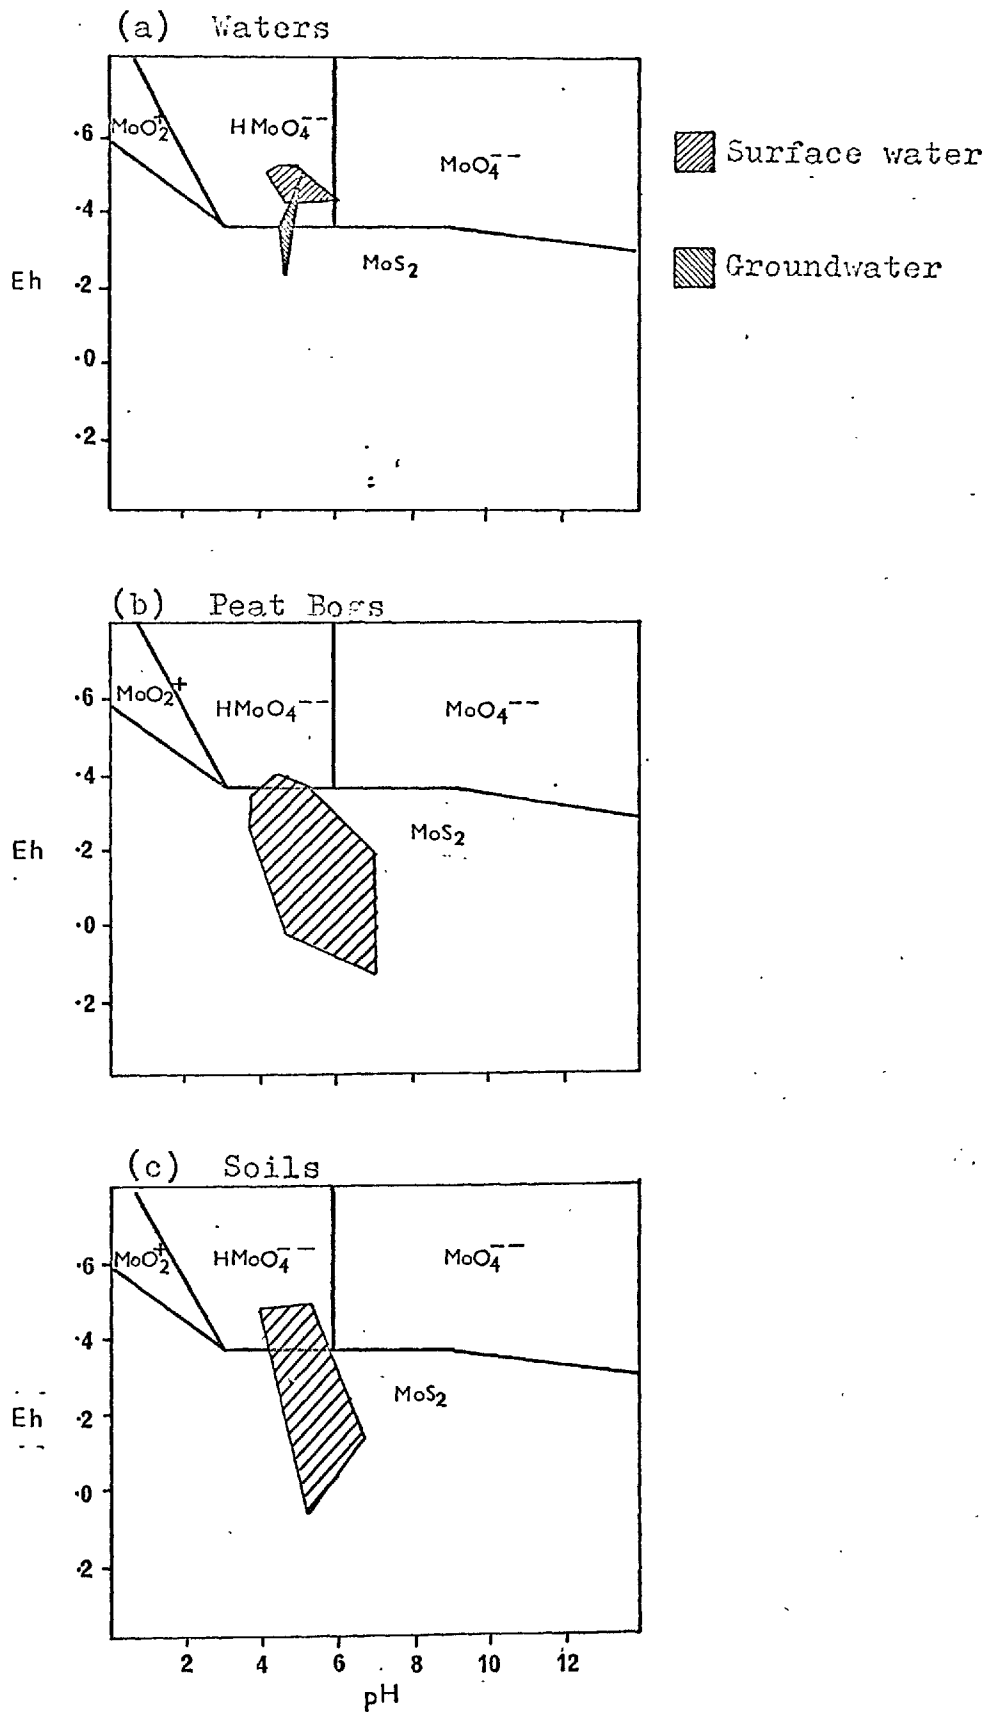 (a) Waters
MoO2+
HMoO4--
MoO4--
MoS2
Eh
.6
.4
.2
.0
.2
Surface water
Groundwater
(b) Peat Bogs
MoO2+
HMoO4--
MoO4--
MoS2
Eh
.6
.4
.2
.0
.2
(c) Soils
MoO2+
HMoO4--
MoO4--
MoS2
Eh
.6
.4
.2
.0
.2
2 4 6 8 10 12
pH